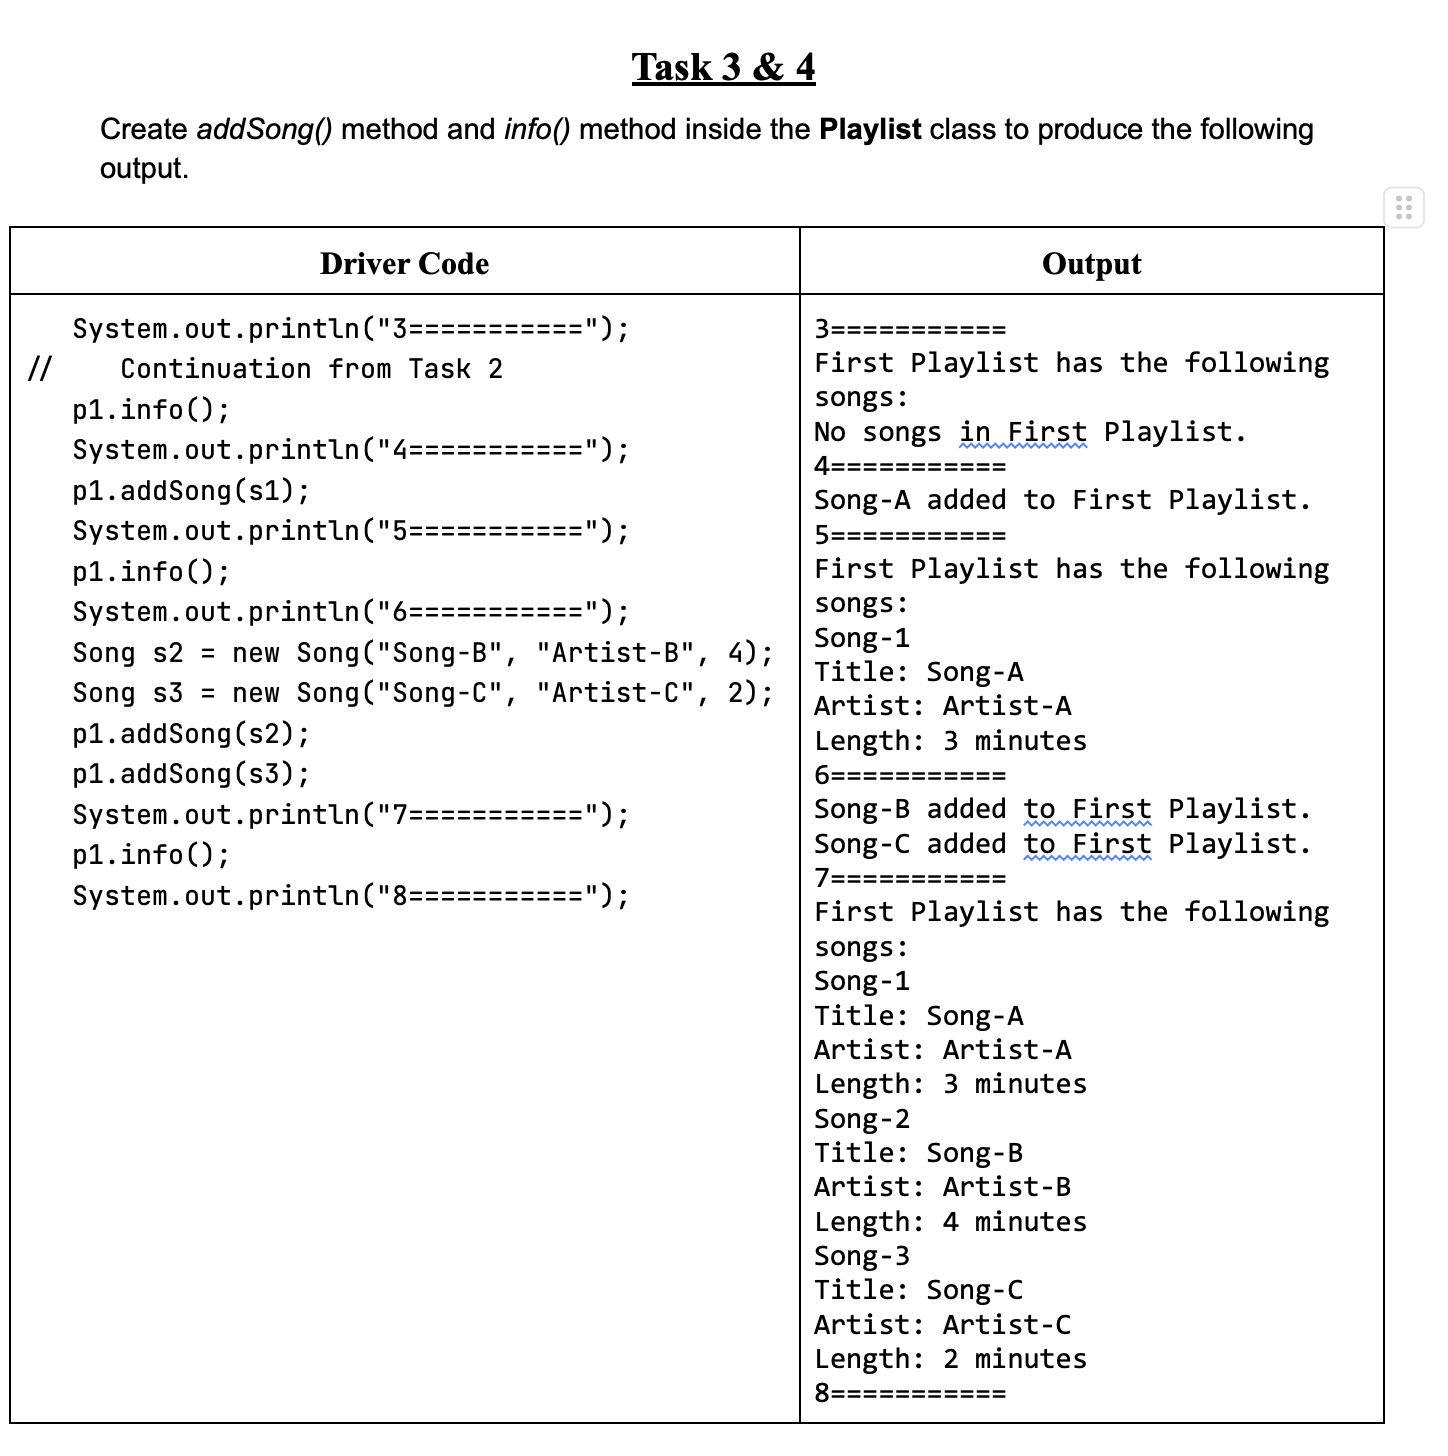 Task 3 & 4
Create addSong() method and info() method inside the Playlist class to produce the following
output.
Driver Code
System.out.println("3===========");
// Continuation from Task 2
p1.info();
System.out.println("4===========");
p1.addSong(s1);
System.out.println("5===========");
p1.info();
System.out.println("6===========");
Song s2 = new Song("Song-B", "Artist-B", 4);
Song s3 = new Song("Song-C", "Artist-C", 2);
p1.addSong(s2);
p1.addSong(s3);
System.out.println("7===========");
p1.info();
System.out.println("8===========");
Output
3===========
First Playlist has the following
songs:
No songs in First Playlist.
4===========
Song-A added to First Playlist.
5===========
First Playlist has the following
songs:
Song-1
Title: Song-A
Artist: Artist-A
Length: 3 minutes
6===========
Song-B added to First Playlist.
Song-C added to First Playlist.
7===========
First Playlist has the following
songs:
Song-1
Title: Song-A
Artist: Artist-A
Length: 3 minutes
Song-2
Title: Song-B
Artist: Artist-B
Length: 4 minutes
Song-3
Title: Song-C
Artist: Artist-C
Length: 2 minutes
8===========